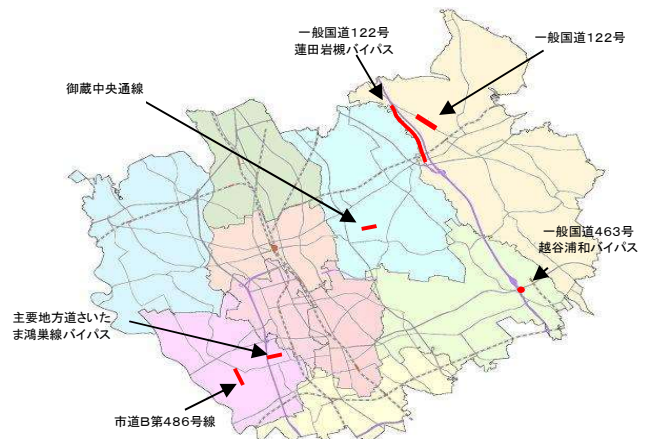 一般国道122号
蓮田岩槻バイパス
一般国道122号
御蔵中央通線
一般国道463号
越谷浦和バイパス
主要地方道さいた
ま鴻巣線バイパス
市道B第486号線